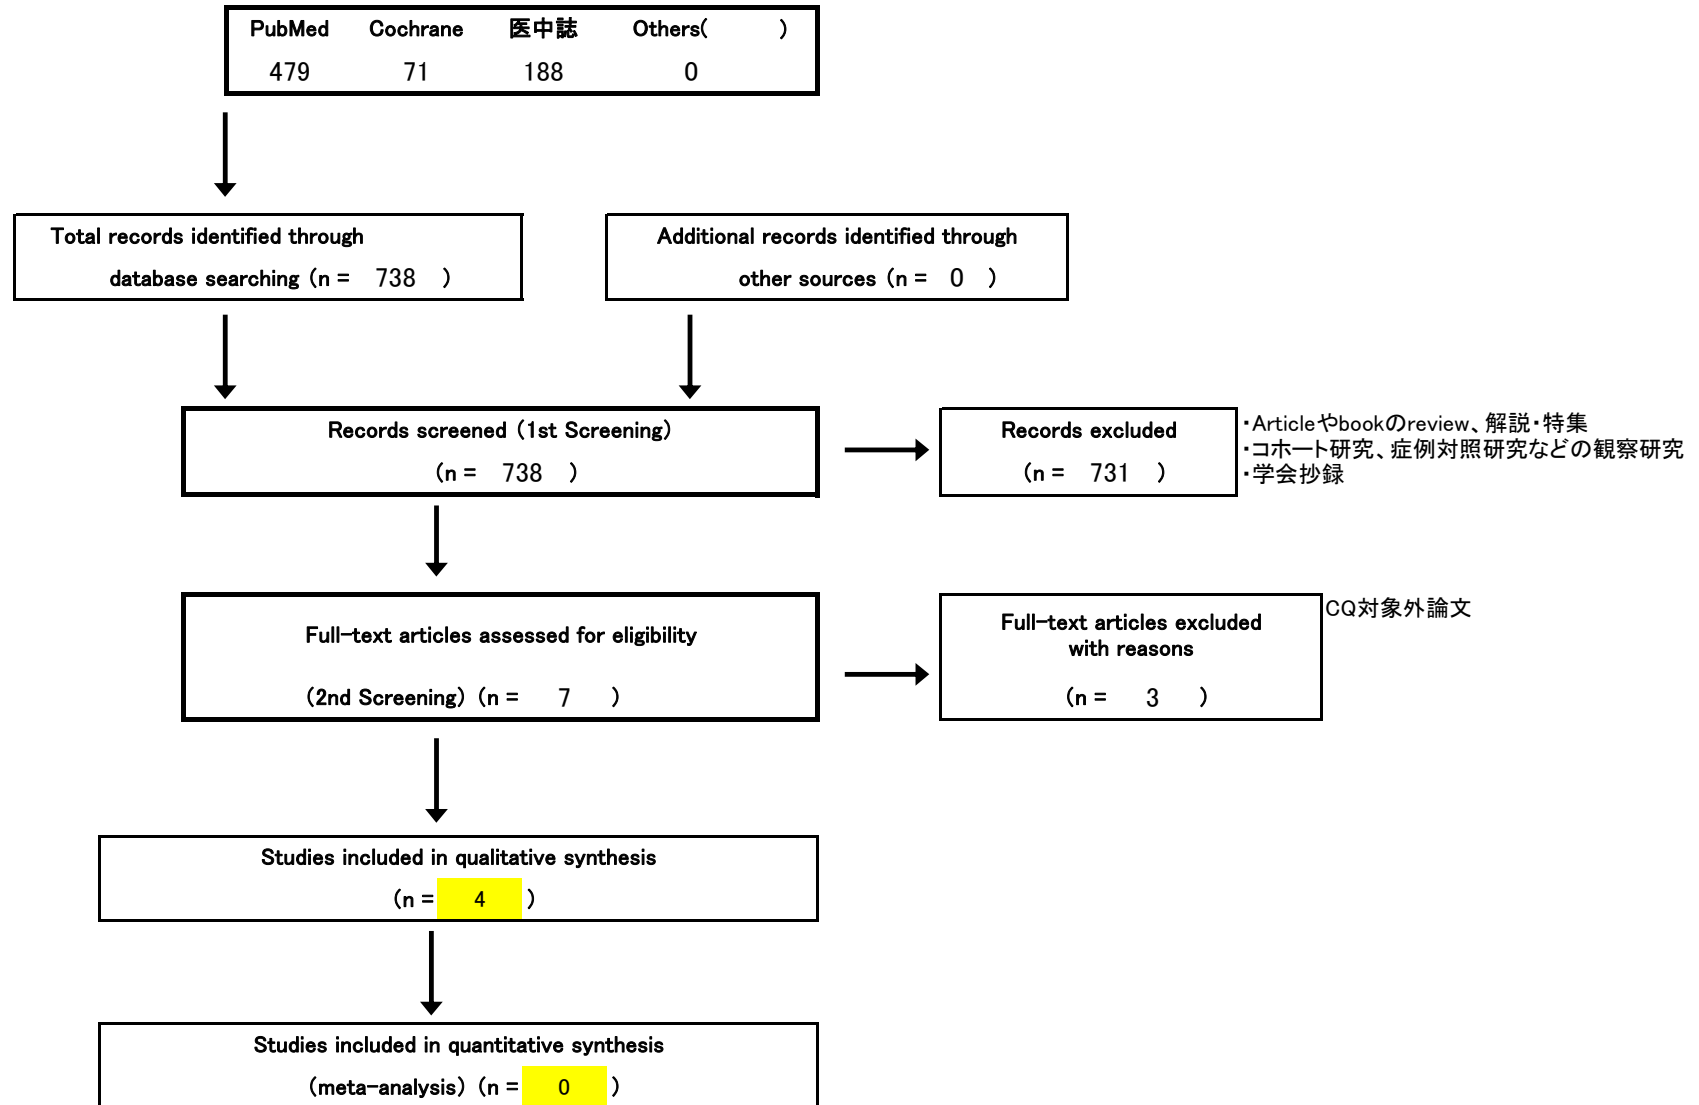 PubMed Cochrane 医中誌 Others( )
479 71 188 0
Total records identified through
database searching (n = 738 )
Additional records identified through
other sources (n = 0 )
Records screened (1st Screening)
(n = 738 )
Records excluded
(n = 731 )
・Articleやbookのreview、解説・特集
・コホート研究、症例対照研究などの観察研究
・学会抄録
Full-text articles assessed for eligibility
(2nd Screening) (n = 7 )
Full-text articles excluded
with reasons
(n = 3 )
CQ対象外論文
Studies included in qualitative synthesis
(n = 4 )
Studies included in quantitative synthesis
(meta-analysis) (n = 0 )